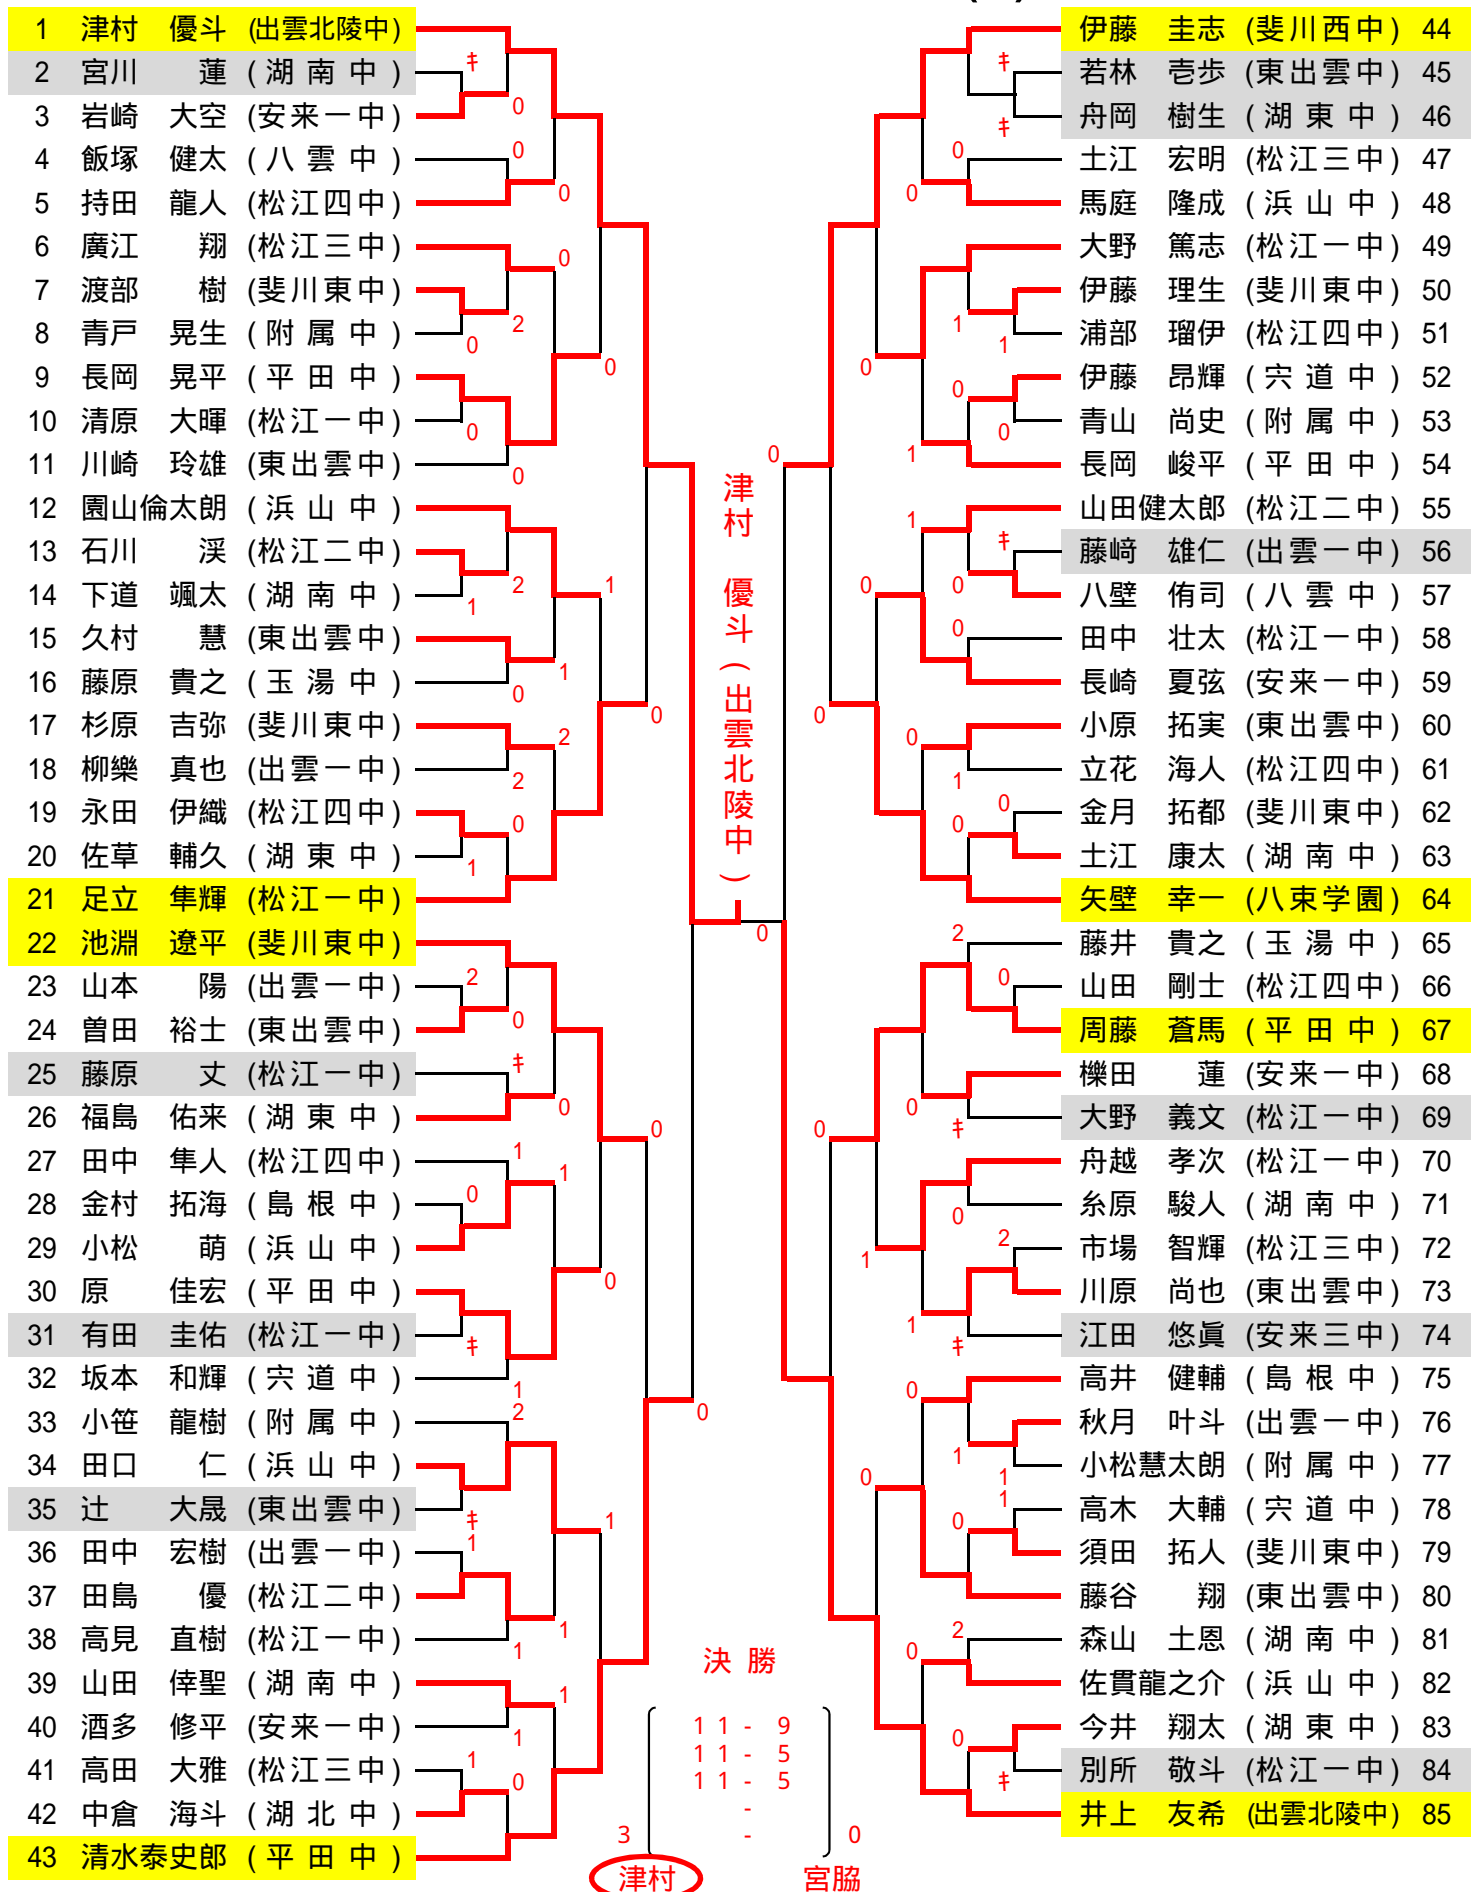 1 津村 優斗 (出雲北陵中)
2 宮川 蓮 (湖南中)
3 岩崎 大空 (安来一中)
4 飯塚 健太 (八雲中)
5 持田 龍人 (松江四中)
6 廣江 翔 (松江三中)
7 渡部 樹 (斐川東中)
8 青戸 晃生 (附属中)
9 長岡 晃平 (平田中)
10 清原 大暉 (松江一中)
11 川崎 玲雄 (東出雲中)
12 園山倫太朗 (浜山中)
13 石川 渓 (松江二中)
14 下道 颯太 (湖南中)
15 久村 慧 (東出雲中)
16 藤原 貴之 (玉湯中)
17 杉原 吉弥 (斐川東中)
18 柳樂 真也 (出雲一中)
19 永田 伊織 (松江四中)
20 佐草 輔久 (湖東中)
21 足立 隼輝 (松江一中)
22 池淵 遼平 (斐川東中)
23 山本 陽 (出雲一中)
24 曽田 裕士 (東出雲中)
25 藤原 丈 (松江一中)
26 福島 佑来 (湖東中)
27 田中 隼人 (松江四中)
28 金村 拓海 (島根中)
29 小松 萌 (浜山中)
30 原 佳宏 (平田中)
31 有田 圭佑 (松江一中)
32 坂本 和輝 (宍道中)
33 小笹 龍樹 (附属中)
34 田口 仁 (浜山中)
35 辻 大晟 (東出雲中)
36 田中 宏樹 (出雲一中)
37 田島 優 (松江二中)
38 高見 直樹 (松江一中)
39 山田 倖聖 (湖南中)
40 酒多 修平 (安来一中)
41 高田 大雅 (松江三中)
42 中倉 海斗 (湖北中)
43 清水泰史郎 (平田中)
津村 優斗(出雲北陵中)
伊藤 圭志 (斐川西中) 44
若林 壱歩 (東出雲中) 45
舟岡 樹生 (湖東中) 46
土江 宏明 (松江三中) 47
馬庭 隆成 (浜山中) 48
大野 篤志 (松江一中) 49
伊藤 理生 (斐川東中) 50
浦部 瑠伊 (松江四中) 51
伊藤 昂輝 (宍道中) 52
青山 尚史 (附属中) 53
長岡 峻平 (平田中) 54
山田健太郎 (松江二中) 55
藤﨑 雄仁 (出雲一中) 56
八壁 侑司 (八雲中) 57
田中 壮太 (松江一中) 58
長崎 夏弦 (安来一中) 59
小原 拓実 (東出雲中) 60
立花 海人 (松江四中) 61
金月 拓都 (斐川東中) 62
土江 康太 (湖南中) 63
矢壁 幸一 (八束学園) 64
藤井 貴之 (玉湯中) 65
山田 剛士 (松江四中) 66
周藤 蒼馬 (平田中) 67
櫟田 蓮 (安来一中) 68
大野 義文 (松江一中) 69
舟越 孝次 (松江一中) 70
糸原 駿人 (湖南中) 71
市場 智輝 (松江三中) 72
川原 尚也 (東出雲中) 73
江田 悠眞 (安来三中) 74
高井 健輔 (島根中) 75
秋月 叶斗 (出雲一中) 76
小松慧太朗 (附属中) 77
高木 大輔 (宍道中) 78
須田 拓人 (斐川東中) 79
藤谷 翔 (東出雲中) 80
森山 土恩 (湖南中) 81
佐貫龍之介 (浜山中) 82
今井 翔太 (湖東中) 83
別所 敬斗 (松江一中) 84
井上 友希 (出雲北陵中) 85
決勝
11 - 9
11 - 5
11 - 5
-
3 - 0
津村 宮脇